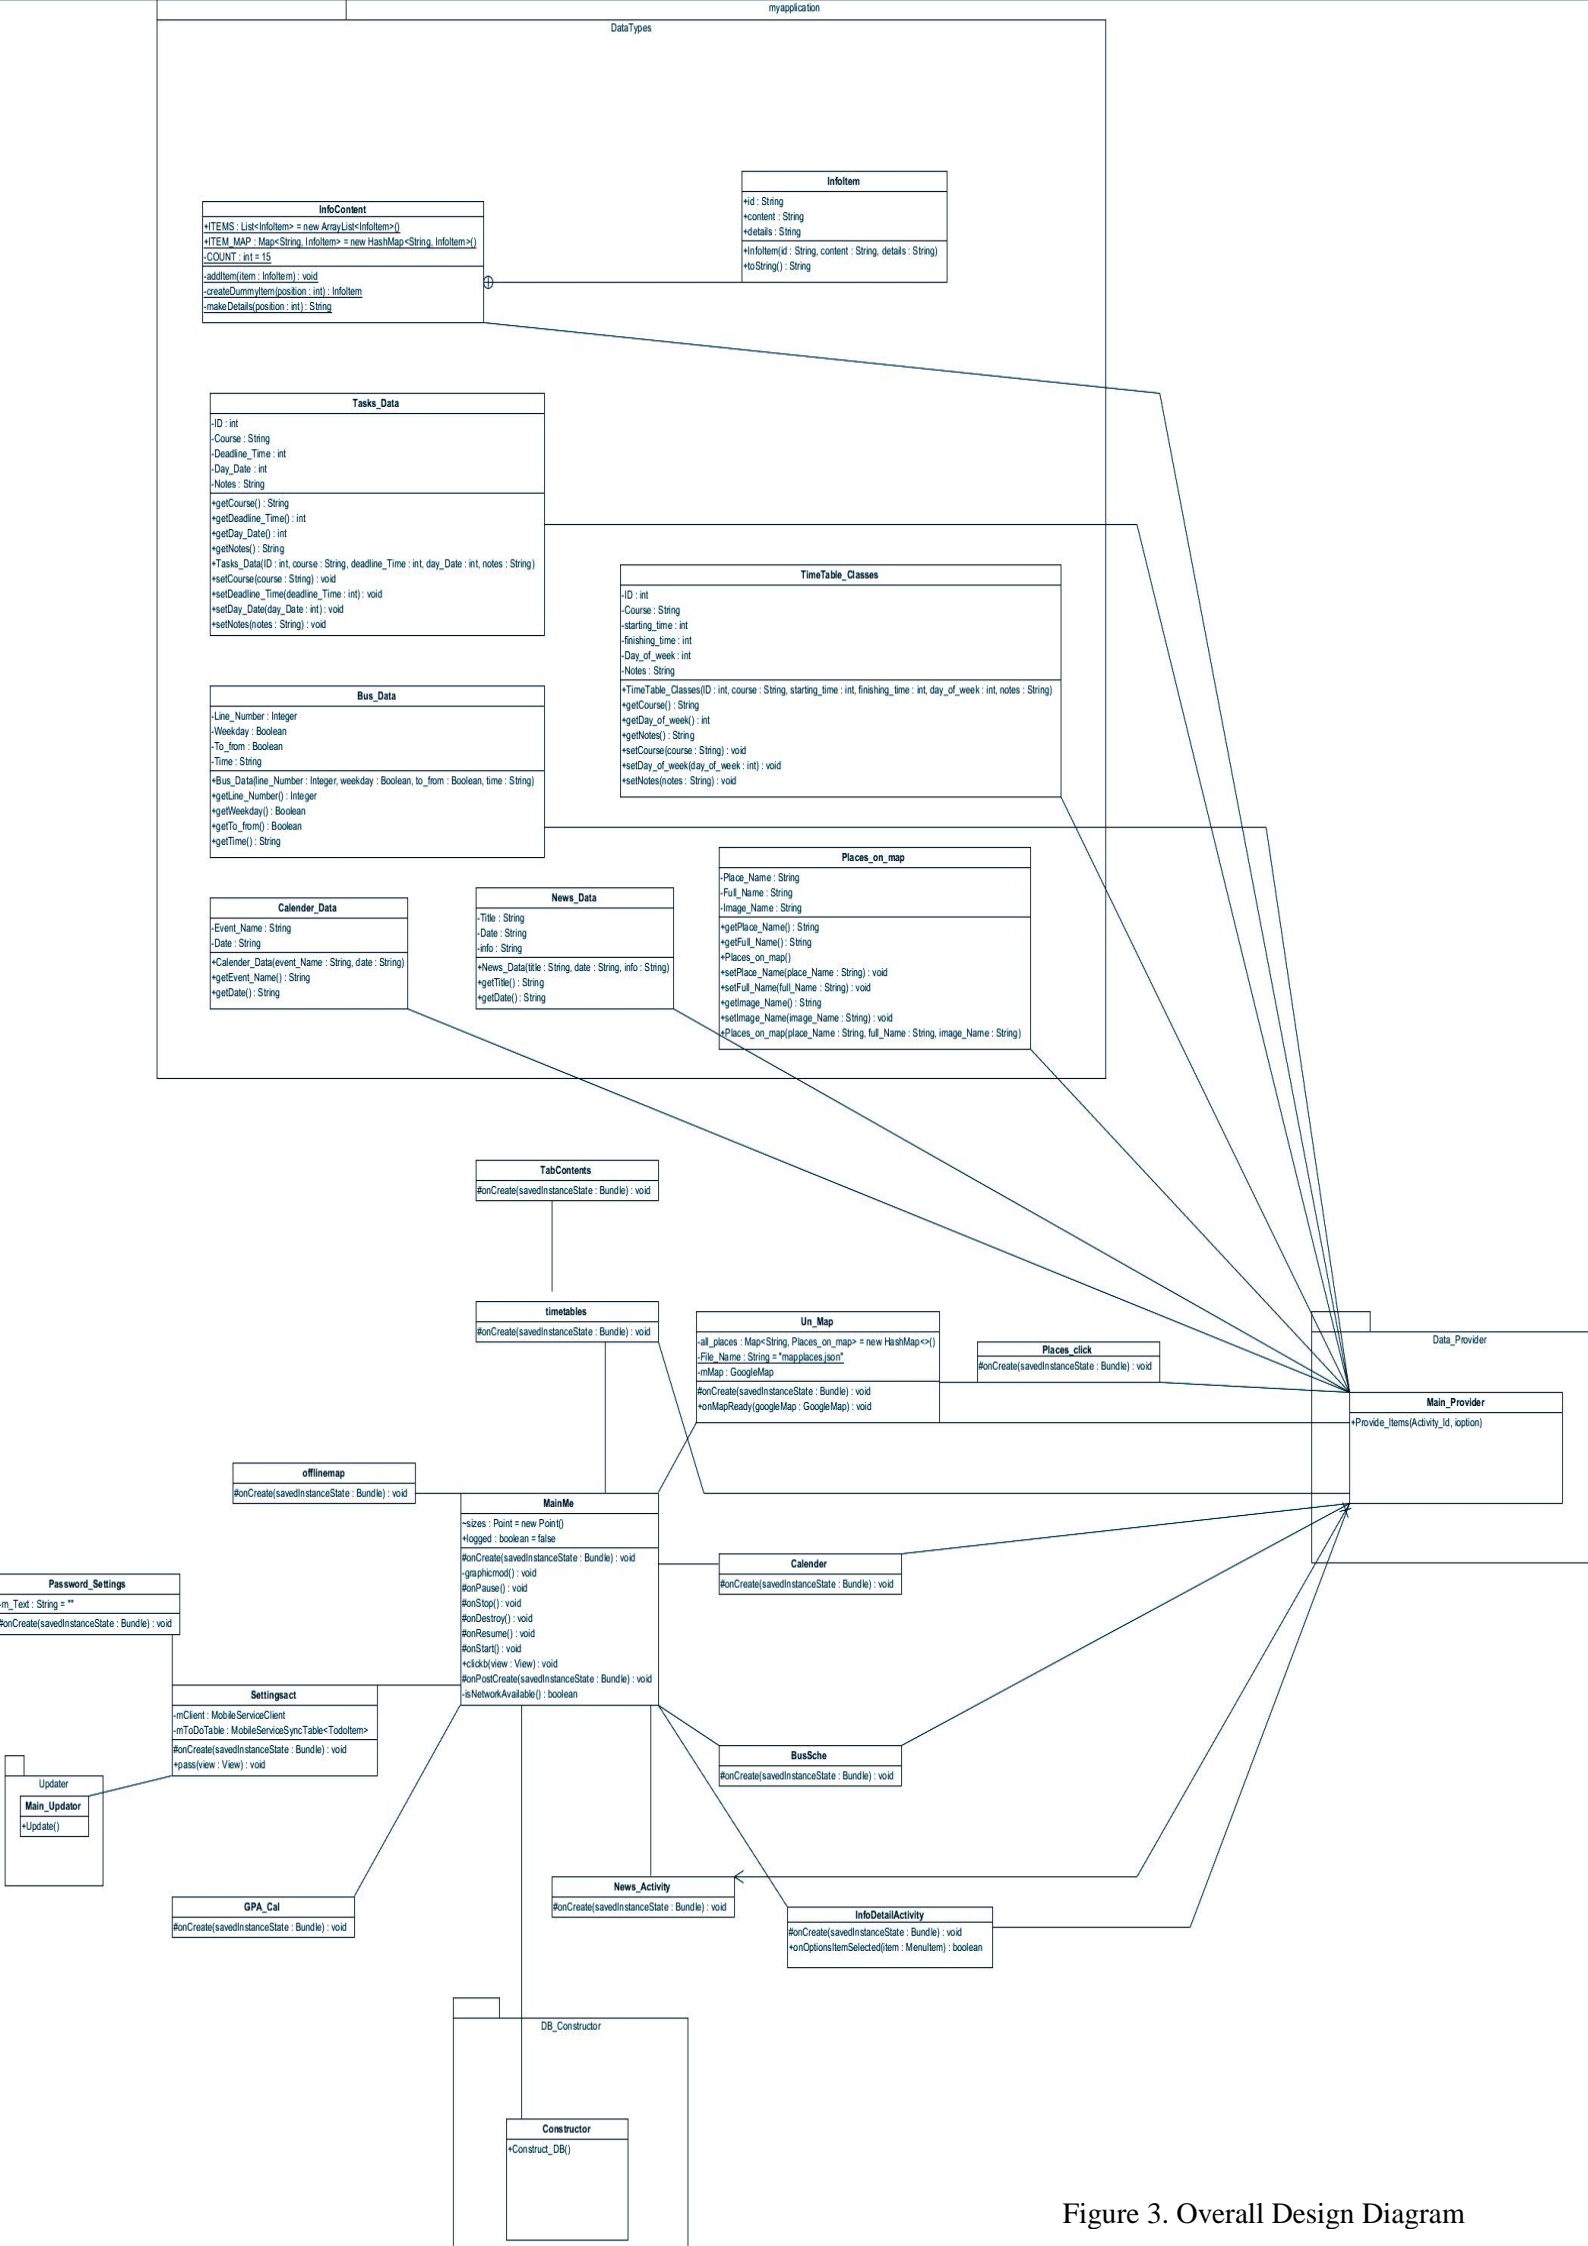 myapplication
DataTypes
InfoItem
+id : String
+content : String
+details : String
+InfoItem(id : String, content : String, details : String)
+toString() : String
InfoContent
+ITEMS : List<InfoItem> = new ArrayList<InfoItem>()
+ITEM_MAP : Map<String, InfoItem> = new HashMap<String, InfoItem>()
-COUNT : int = 15
-addItem(item : InfoItem) : void
-createDummyItem(position : int) : InfoItem
-makeDetails(position : int) : String
Tasks_Data
-ID : int
-Course : String
-Deadline_Time : int
-Day_Date : int
-Notes : String
+getCourse() : String
+getDeadline_Time() : int
+getDay_Date() : int
+getNotes() : String
+Tasks_Data(ID : int, course : String, deadline_Time : int, day_Date : int, notes : String)
+setCourse(course : String) : void
+setDeadline_Time(deadline_Time : int) : void
+setDay_Date(day_Date : int) : void
+setNotes(notes : String) : void
TimeTable_Classes
-ID : int
-Course : String
-starting_time : int
-finishing_time : int
-Day_of_week : int
-Notes : String
+TimeTable_Classes(ID : int, course : String, starting_time : int, finishing_time : int, day_of_week : int, notes : String)
+getCourse() : String
+getDay_of_week() : int
+getNotes() : String
+setCourse(course : String) : void
+setDay_of_week(day_of_week : int) : void
+setNotes(notes : String) : void
Bus_Data
-Line_Number : Integer
-Weekday : Boolean
-To_from : Boolean
-Time : String
+Bus_Data(line_Number : Integer, weekday : Boolean, to_from : Boolean, time : String)
+getLine_Number() : Integer
+getWeekday() : Boolean
+getTo_from() : Boolean
+getTime() : String
Places_on_map
-Place_Name : String
-Full_Name : String
-Image_Name : String
+getPlace_Name() : String
+getFull_Name() : String
+Places_on_map()
+setPlace_Name(place_Name : String) : void
+setFull_Name(full_Name : String) : void
+getImage_Name() : String
+setImage_Name(image_Name : String) : void
+Places_on_map(place_Name : String, full_Name : String, image_Name : String)
Calender_Data
-Event_Name : String
-Date : String
+Calender_Data(event_Name : String, date : String)
+getEvent_Name() : String
+getDate() : String
News_Data
-Title : String
-Date : String
-info : String
+News_Data(title : String, date : String, info : String)
+getTitle() : String
+getDate() : String
TabContents
#onCreate(savedInstanceState : Bundle) : void
timetables
#onCreate(savedInstanceState : Bundle) : void
Un_Map
-all_places : Map<String, Places_on_map> = new HashMap<>()
-File_Name : String = "mapplaces.json"
-mMap : GoogleMap
#onCreate(savedInstanceState : Bundle) : void
+onMapReady(googleMap : GoogleMap) : void
Places_click
#onCreate(savedInstanceState : Bundle) : void
Data_Provider
Main_Provider
+Provide_Items(Activity_Id, ioption)
offlinemap
#onCreate(savedInstanceState : Bundle) : void
MainMe
~sizes : Point = new Point()
+logged : boolean = false
#onCreate(savedInstanceState : Bundle) : void
-graphicmod() : void
#onPause() : void
#onStop() : void
#onDestroy() : void
#onResume() : void
#onStart() : void
+clickb(view : View) : void
#onPostCreate(savedInstanceState : Bundle) : void
-isNetworkAvailable() : boolean
Calender
#onCreate(savedInstanceState : Bundle) : void
Password_Settings
-m_Text : String = ""
#onCreate(savedInstanceState : Bundle) : void
Settingsact
-mClient : MobileServiceClient
-mToDoTable : MobileServiceSyncTable<TodoItem>
#onCreate(savedInstanceState : Bundle) : void
+pass(view : View) : void
Updater
Main_Updator
+Update()
BusSche
#onCreate(savedInstanceState : Bundle) : void
GPA_Cal
#onCreate(savedInstanceState : Bundle) : void
News_Activity
#onCreate(savedInstanceState : Bundle) : void
InfoDetailActivity
#onCreate(savedInstanceState : Bundle) : void
+onOptionsItemSelected(item : MenuItem) : boolean
DB_Constructor
Constructor
+Construct_DB()
Figure 3. Overall Design Diagram